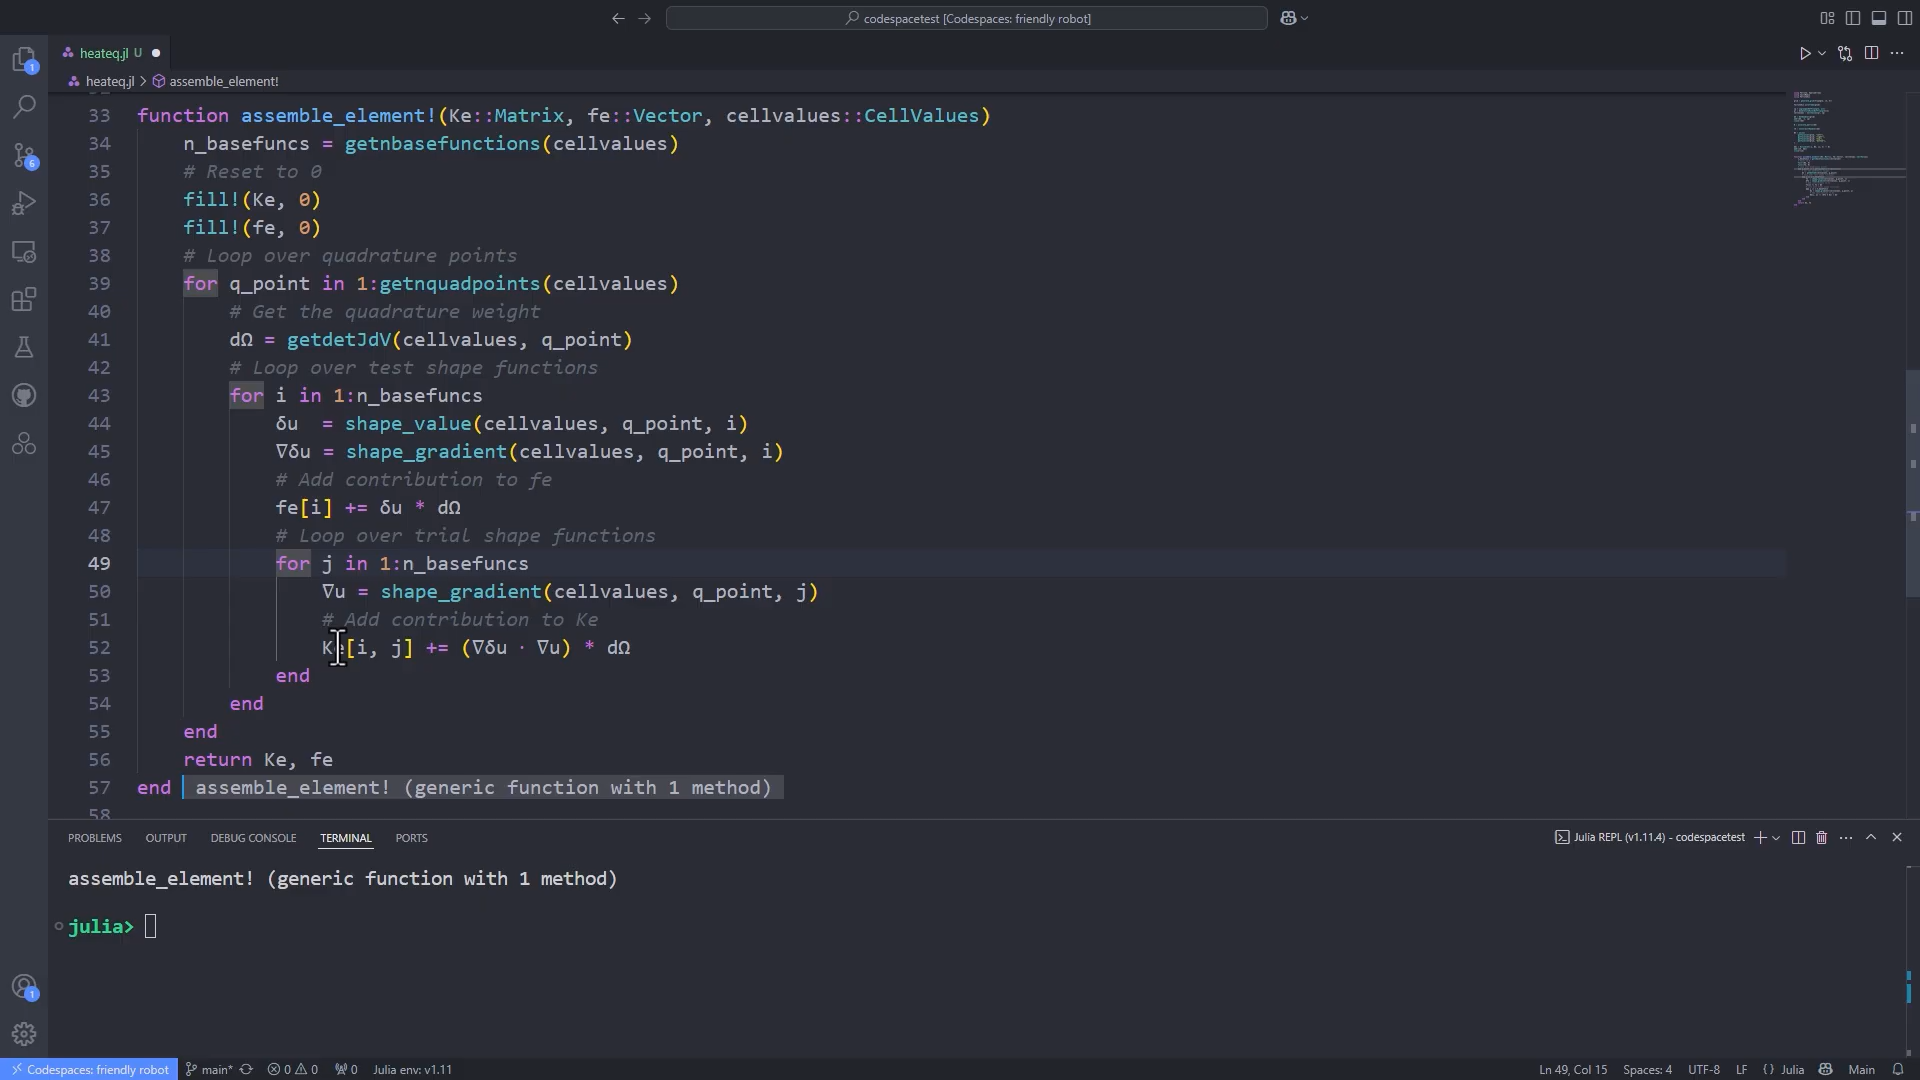 codespacetest [Codespaces: friendly robot]
heateq.jl U
heateq.jl > assemble_element!
33 function assemble_element!(Ke::Matrix, fe::Vector, cellvalues::CellValues)
34 n_basefuncs = getnbasefunctions(cellvalues)
35 # Reset to 0
36 fill!(Ke, 0)
37 fill!(fe, 0)
38 # Loop over quadrature points
39 for q_point in 1:getnquadpoints(cellvalues)
40 # Get the quadrature weight
41 dΩ = getdetJdV(cellvalues, q_point)
42 # Loop over test shape functions
43 for i in 1:n_basefuncs
44 δu = shape_value(cellvalues, q_point, i)
45 ∇δu = shape_gradient(cellvalues, q_point, i)
46 # Add contribution to fe
47 fe[i] += δu * dΩ
48 # Loop over trial shape functions
49 for j in 1:n_basefuncs
50 ∇u = shape_gradient(cellvalues, q_point, j)
51 # Add contribution to Ke
52 Ke[i, j] += (∇δu ⋅ ∇u) * dΩ
53 end
54 end
55 end
56 return Ke, fe
57 end assemble_element! (generic function with 1 method)
58
PROBLEMS OUTPUT DEBUG CONSOLE TERMINAL PORTS Julia REPL (v1.11.4) - codespacetest
assemble_element! (generic function with 1 method)
julia>
Codespaces: friendly robot main* 0 0 0 Julia env: v1.11 Ln 49, Col 15 Spaces: 4 UTF-8 LF {} Julia Main
1
6
1